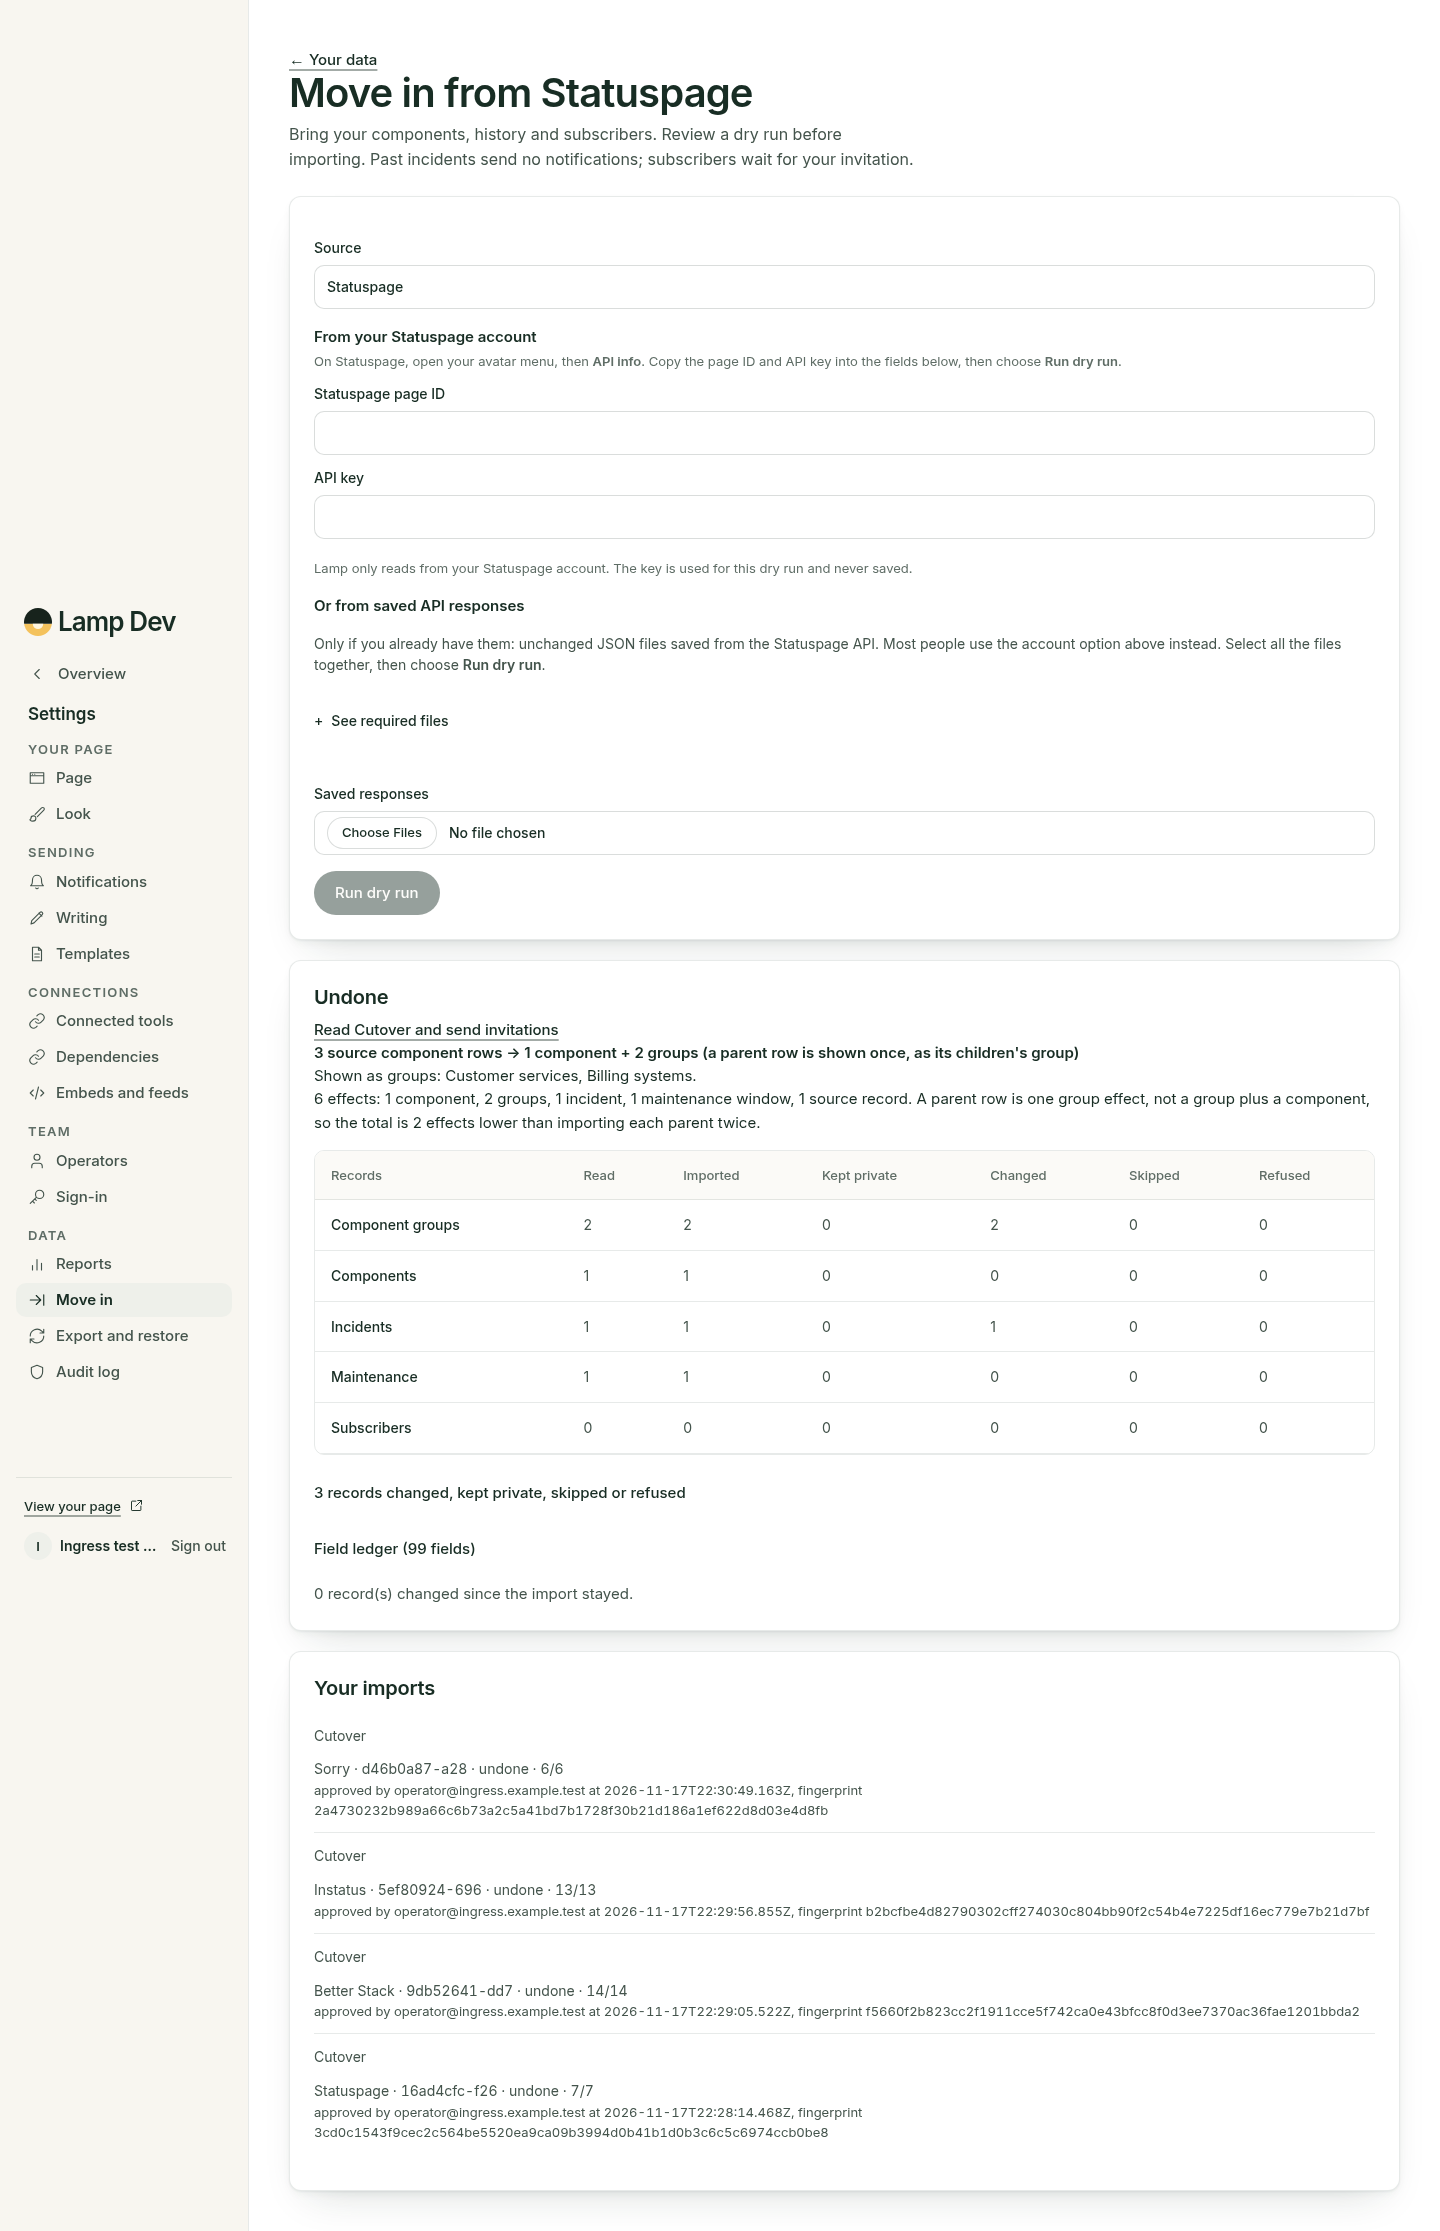 Lamp Dev
Overview
Settings
YOUR PAGE
Page
Look
SENDING
Notifications
Writing
Templates
CONNECTIONS
Connected tools
Dependencies
Embeds and feeds
TEAM
Operators
Sign-in
DATA
Reports
Move in
Export and restore
Audit log
View your page
I Ingress test ... Sign out
← Your data
Move in from Statuspage
Bring your components, history and subscribers. Review a dry run before
importing. Past incidents send no notifications; subscribers wait for your invitation.
Source
Statuspage
From your Statuspage account
On Statuspage, open your avatar menu, then API info. Copy the page ID and API key into the fields below, then choose Run dry run.
Statuspage page ID
API key
Lamp only reads from your Statuspage account. The key is used for this dry run and never saved.
Or from saved API responses
Only if you already have them: unchanged JSON files saved from the Statuspage API. Most people use the account option above instead. Select all the files
together, then choose Run dry run.
+ See required files
Saved responses
Choose Files No file chosen
Run dry run
Undone
Read Cutover and send invitations
3 source component rows → 1 component + 2 groups (a parent row is shown once, as its children's group)
Shown as groups: Customer services, Billing systems.
6 effects: 1 component, 2 groups, 1 incident, 1 maintenance window, 1 source record. A parent row is one group effect, not a group plus a component,
so the total is 2 effects lower than importing each parent twice.
Records Read Imported Kept private Changed Skipped Refused
Component groups 2 2 0 2 0 0
Components 1 1 0 0 0 0
Incidents 1 1 0 1 0 0
Maintenance 1 1 0 0 0 0
Subscribers 0 0 0 0 0 0
3 records changed, kept private, skipped or refused
Field ledger (99 fields)
0 record(s) changed since the import stayed.
Your imports
Cutover
Sorry · d46b0a87-a28 · undone · 6/6
approved by operator@ingress.example.test at 2026-11-17T22:30:49.163Z, fingerprint
2a4730232b989a66c6b73a2c5a41bd7b1728f30b21d186a1ef622d8d03e4d8fb
Cutover
Instatus · 5ef80924-696 · undone · 13/13
approved by operator@ingress.example.test at 2026-11-17T22:29:56.855Z, fingerprint b2bcfbe4d82790302cff274030c804bb90f2c54b4e7225df16ec779e7b21d7bf
Cutover
Better Stack · 9db52641-dd7 · undone · 14/14
approved by operator@ingress.example.test at 2026-11-17T22:29:05.522Z, fingerprint f5660f2b823cc2f1911cce5f742ca0e43bfcc8f0d3ee7370ac36fae1201bbda2
Cutover
Statuspage · 16ad4cfc-f26 · undone · 7/7
approved by operator@ingress.example.test at 2026-11-17T22:28:14.468Z, fingerprint
3cd0c1543f9cec2c564be5520ea9ca09b3994d0b41b1d0b3c6c5c6974ccb0be8